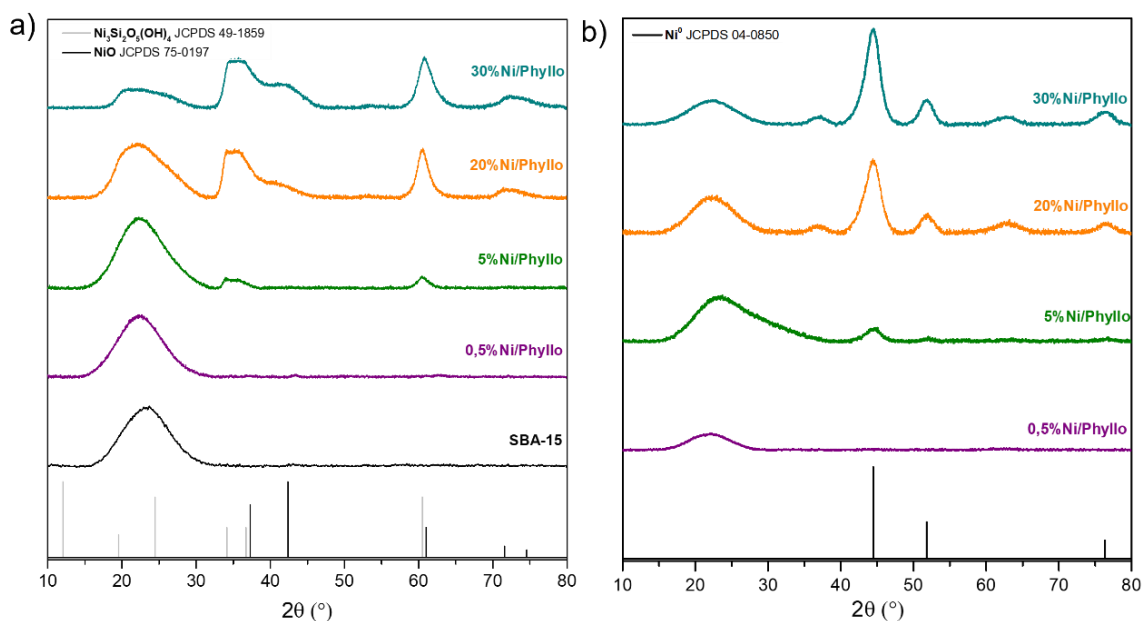 a)
Ni₃Si₂O₅(OH)₄ JCPDS 49-1859
NiO JCPDS 75-0197
30%Ni/Phyllo
20%Ni/Phyllo
5%Ni/Phyllo
0,5%Ni/Phyllo
SBA-15
10 20 30 40 50 60 70 80
2θ (°)
b)
Ni⁰ JCPDS 04-0850
30%Ni/Phyllo
20%Ni/Phyllo
5%Ni/Phyllo
0,5%Ni/Phyllo
10 20 30 40 50 60 70 80
2θ (°)